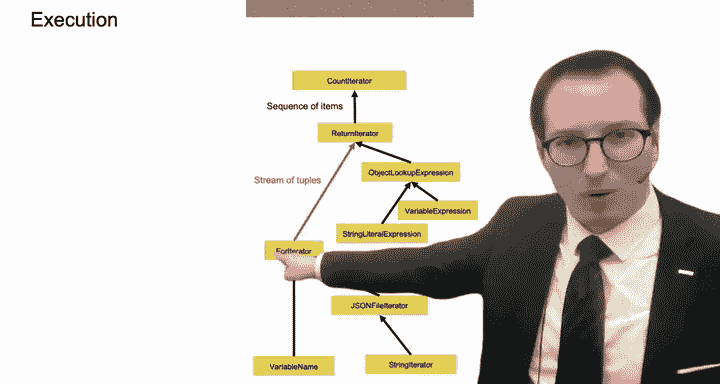 Execution
CountIterator
Sequence of items
ReturnIterator
ObjectLookupExpression
Stream of tuples
VariableExpression
StringLiteralExpression
ForIterator
JSONFileIterator
VariableName
StringIterator